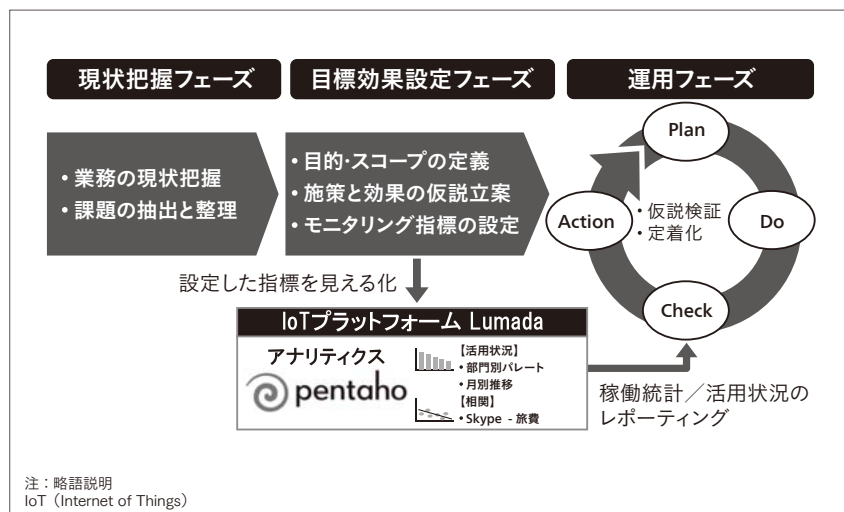 現状把握フェーズ
目標効果設定フェーズ
運用フェーズ
・業務の現状把握
・課題の抽出と整理
・目的・スコープの定義
・施策と効果の仮説立案
・モニタリング指標の設定
Plan
Do
Check
Action
・仮説検証
・定着化
設定した指標を見える化
IoTプラットフォーム Lumada
アナリティクス
pentaho
【活用状況】
・部門別パレート
・月別推移
【相関】
・Skype - 旅費
稼働統計／活用状況の
レポーティング
注：略語説明
IoT（Internet of Things）